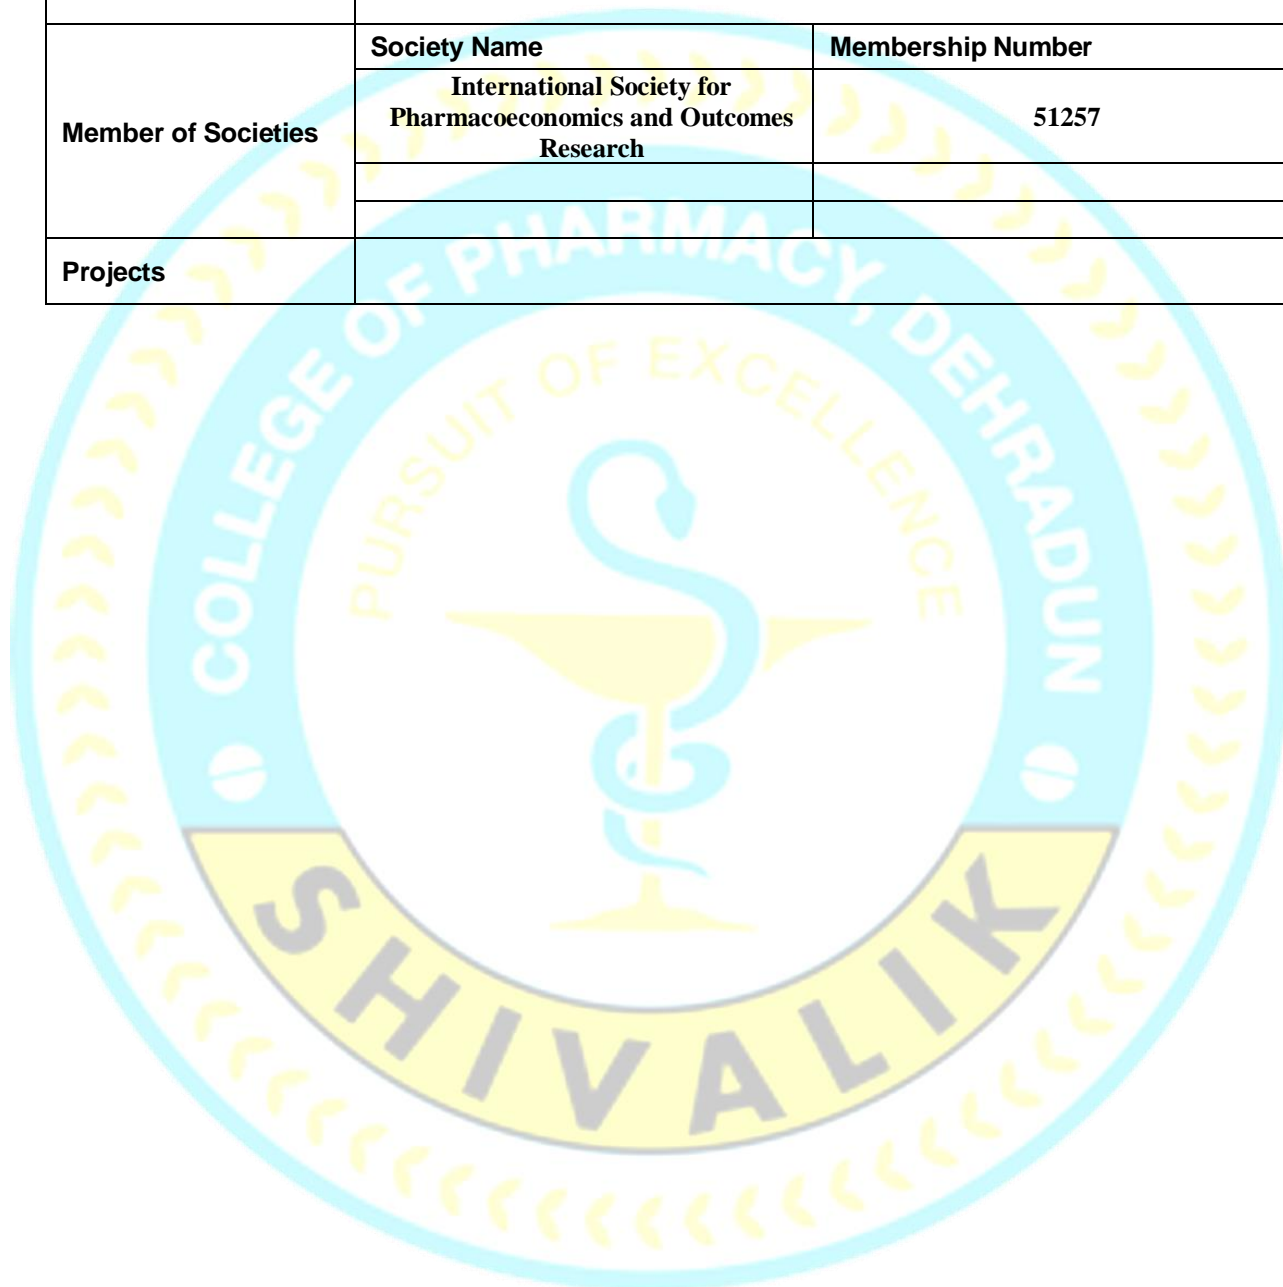 Society Name
Membership Number
Member of Societies
International Society for
Pharmacoeconomics and Outcomes
Research
51257
Projects
COLLEGE OF PHARMACY, DEHRADUN
PURSUIT OF EXCELLENCE
SHIVALIK